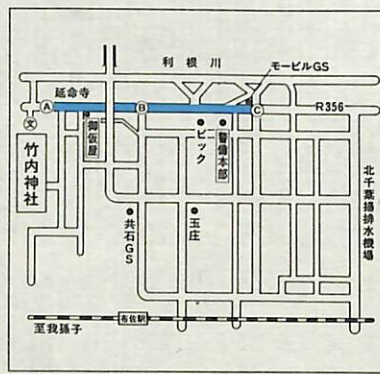 利根川
モービルGS
延命寺
A
B
C
R356
文
御仮屋
ビック
警備本部
竹内神社
共石GS
玉庄
北千葉揚排水機場
布佐駅
至我孫子